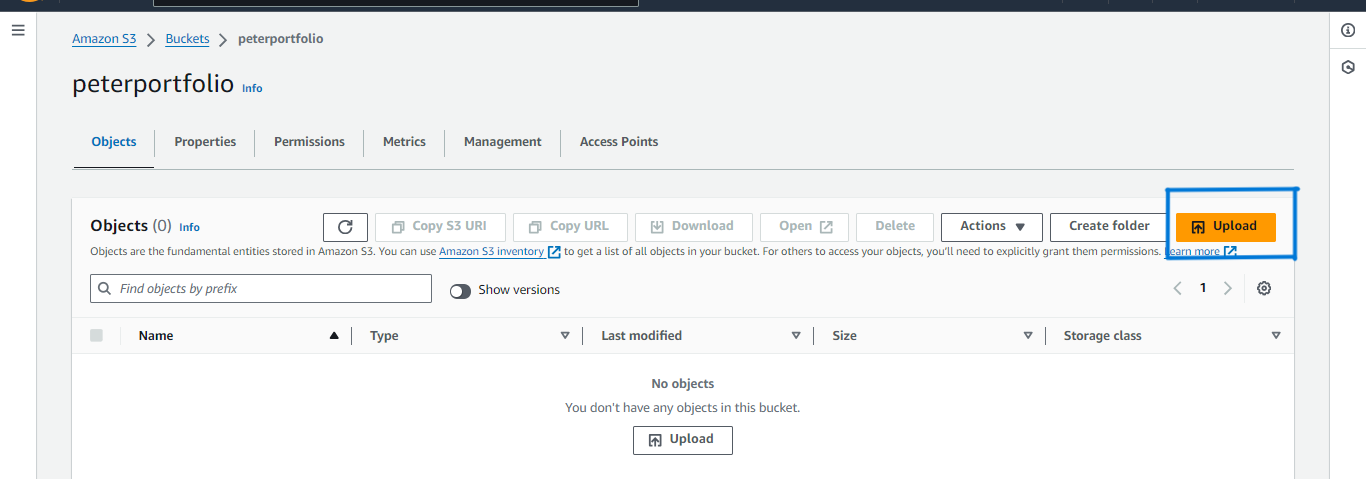 Amazon S3 > Buckets > peterportfolio
peterportfolio Info
Objects Properties Permissions Metrics Management Access Points
Objects (0) Info Copy S3 URI Copy URL Download Open Delete Actions Create folder Upload
Objects are the fundamental entities stored in Amazon S3. You can use Amazon S3 inventory to get a list of all objects in your bucket. For others to access your objects, you'll need to explicitly grant them permissions. Learn more
Find objects by prefix Show versions 1
Name Type Last modified Size Storage class
No objects
You don't have any objects in this bucket.
Upload